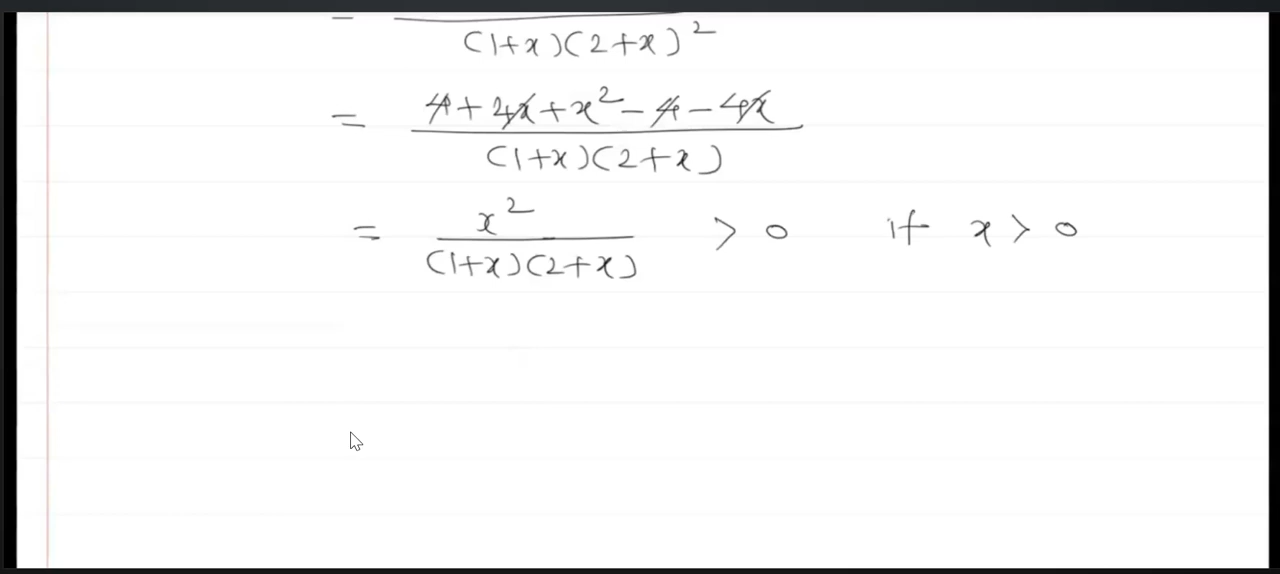 = (1+x)(2+x)²
= 4+4x+x²-4-4x / (1+x)(2+x)
= x² / (1+x)(2+x) > 0 if x > 0